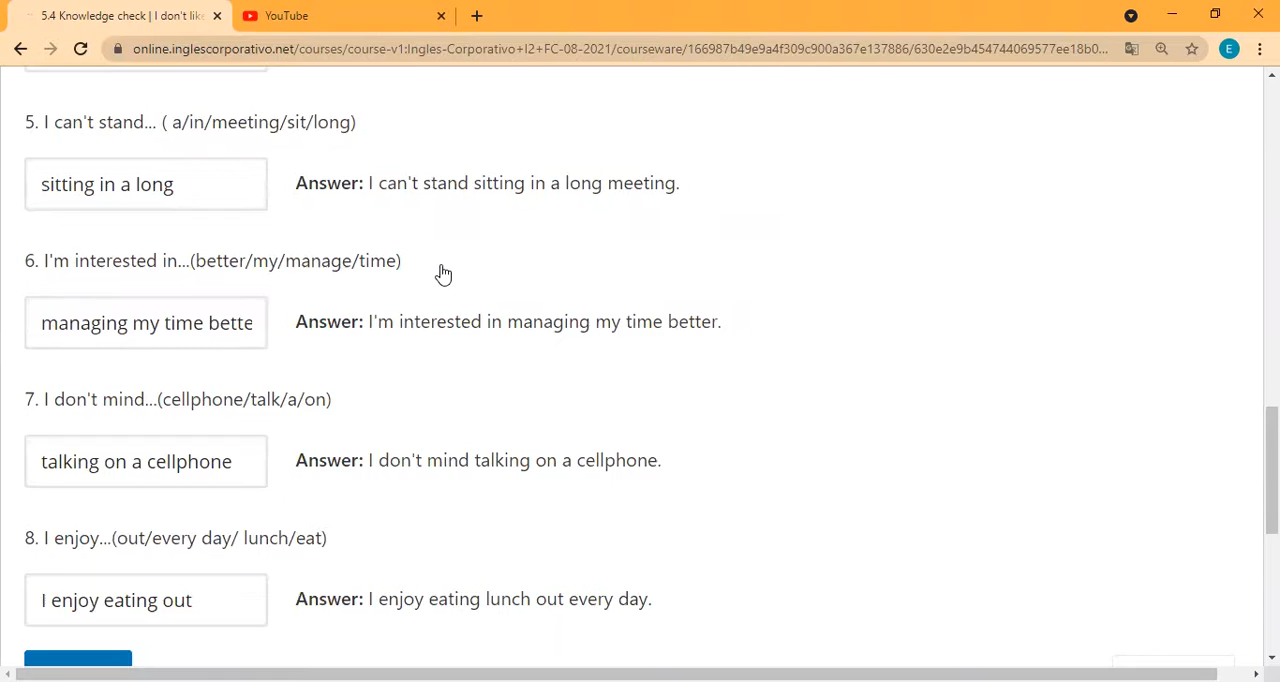 5.4 Knowledge check | I don't like
YouTube
online.inglescorporativo.net/courses/course-v1:Ingles-Corporativo+I2+FC-08-2021/courseware/166987b49e9a4f309c900a367e137886/630e2e9b454744069577ee18b0...
E
5. I can't stand... ( a/in/meeting/sit/long)
sitting in a long
Answer: I can't stand sitting in a long meeting.
6. I'm interested in...(better/my/manage/time)
managing my time bette
Answer: I'm interested in managing my time better.
7. I don't mind...(cellphone/talk/a/on)
talking on a cellphone
Answer: I don't mind talking on a cellphone.
8. I enjoy...(out/every day/ lunch/eat)
I enjoy eating out
Answer: I enjoy eating lunch out every day.